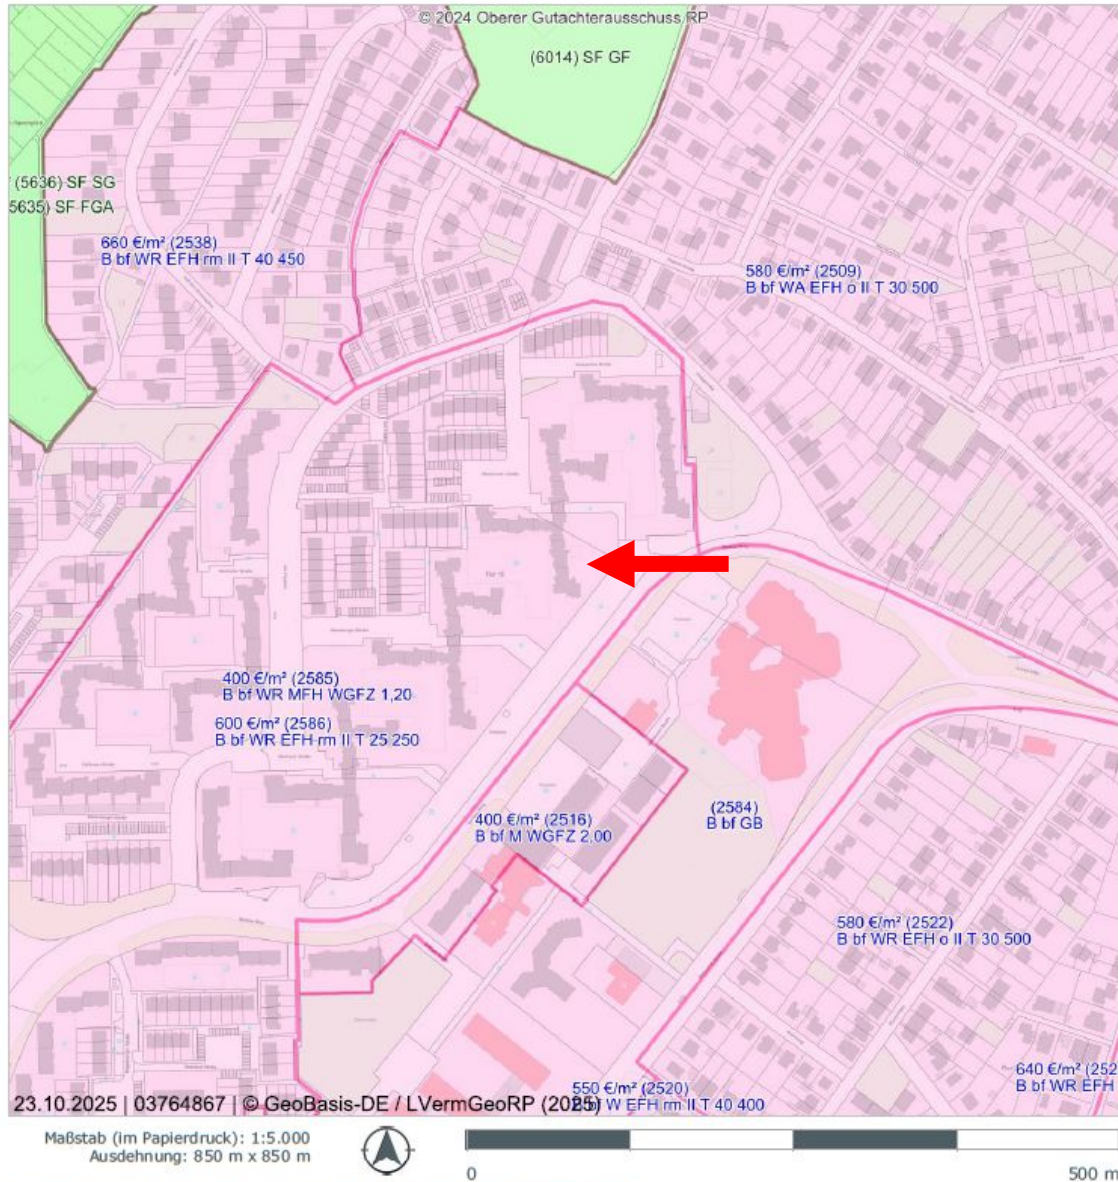 © 2024 Oberer Gutachterausschuss RP
(6014) SF GF
(5636) SF SG
5635) SF FGA
660 €/m² (2538)
B bf WR EFH rm II T 40 450
580 €/m² (2509)
B bf WA EFH o II T 30 500
400 €/m² (2585)
B bf WR MFH WGFZ 1,20
600 €/m² (2586)
B bf WR EFH rm II T 25 250
400 €/m² (2516)
B bf M WGFZ 2,00
(2584)
B bf GB
580 €/m² (2522)
B bf WR EFH o II T 30 500
640 €/m² (252
B bf WR EFH
550 €/m² (2520)
B bf W EFH rm II T 40 400
23.10.2025 | 03764867 | © GeoBasis-DE / LVermGeoRP (2025)
Maßstab (im Papierdruck): 1:5.000
Ausdehnung: 850 m x 850 m
0
500 m